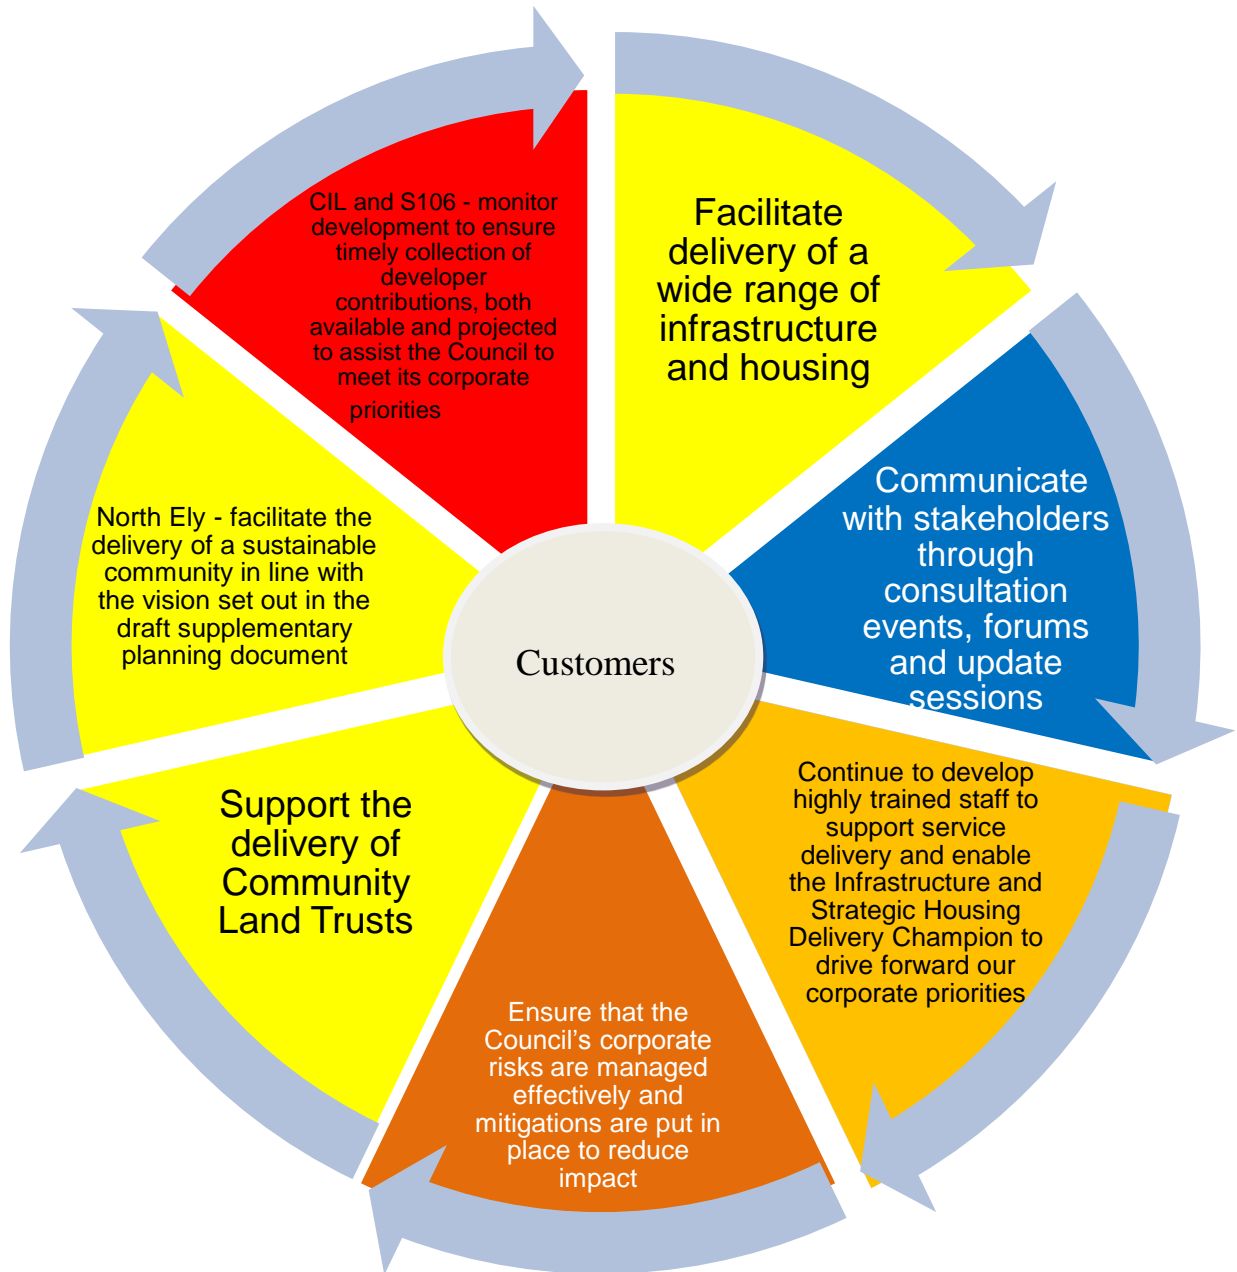 CIL and S106 - monitor
development to ensure
timely collection of
developer
contributions, both
available and projected
to assist the Council to
meet its corporate
priorities
Facilitate
delivery of a
wide range of
infrastructure
and housing
Communicate
with stakeholders
through
consultation
events, forums
and update
sessions
North Ely - facilitate the
delivery of a sustainable
community in line with
the vision set out in the
draft supplementary
planning document
Customers
Continue to develop
highly trained staff to
support service
delivery and enable
the Infrastructure and
Strategic Housing
Delivery Champion to
drive forward our
corporate priorities
Support the
delivery of
Community
Land Trusts
Ensure that the
Council’s corporate
risks are managed
effectively and
mitigations are put in
place to reduce
impact